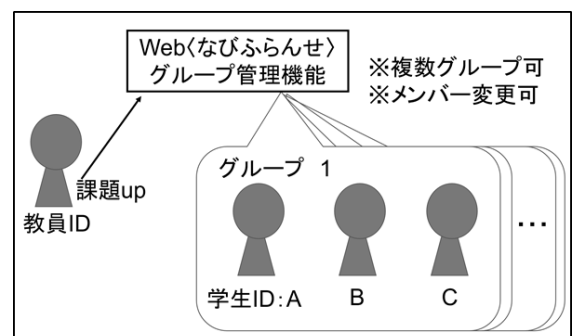 Web〈なびふらんせ〉
グループ管理機能
※複数グループ可
※メンバー変更可
課題up
教員ID
グループ 1
学生ID:A B C
…